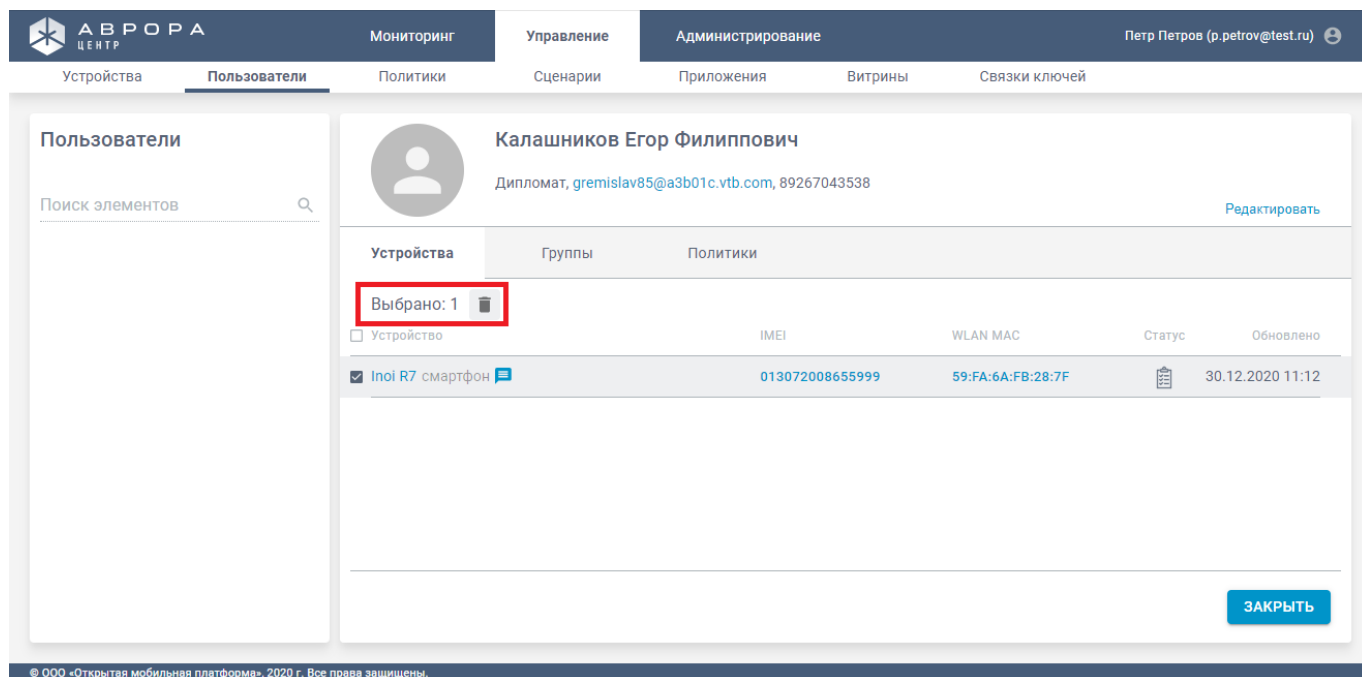 АВРОРА
ЦЕНТР
Мониторинг Управление Администрирование Петр Петров (p.petrov@test.ru)
Устройства Пользователи Политики Сценарии Приложения Витрины Связки ключей
Пользователи
Поиск элементов
Калашников Егор Филиппович
Дипломат, gremislav85@a3b01c.vtb.com, 89267043538
Редактировать
Устройства Группы Политики
Выбрано: 1
Устройство IMEI WLAN MAC Статус Обновлено
Inoi R7 смартфон 013072008655999 59:FA:6A:FB:28:7F 30.12.2020 11:12
ЗАКРЫТЬ
© ООО «Открытая мобильная платформа», 2020 г. Все права защищены.